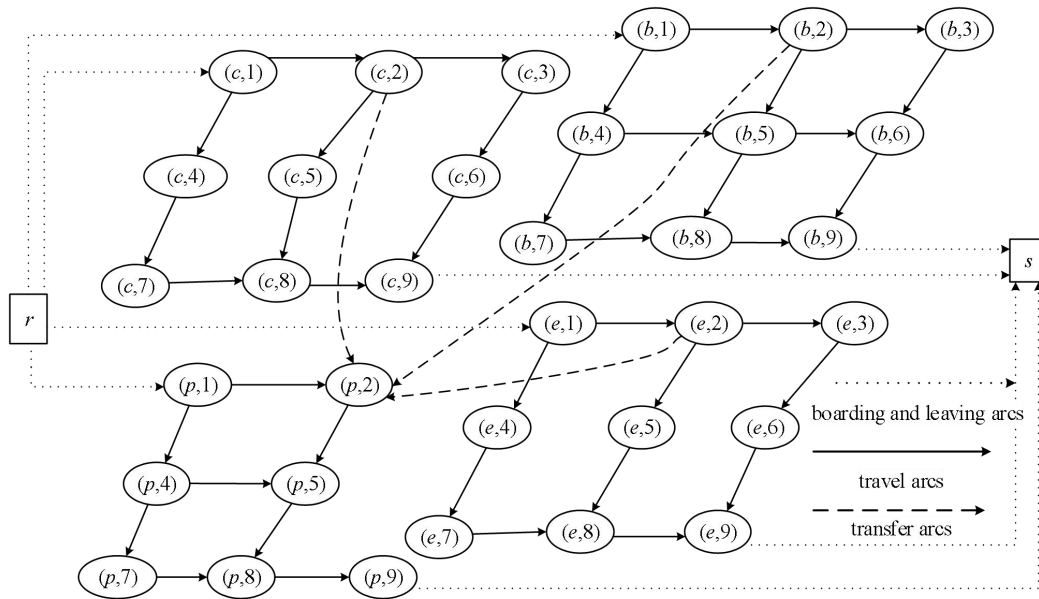 (b,1) (b,2) (b,3)
(c,1) (c,2) (c,3)
(b,4) (b,5) (b,6)
(c,4) (c,5) (c,6)
(b,7) (b,8) (b,9)
(c,7) (c,8) (c,9)
s
r
(e,1) (e,2) (e,3)
(p,1) (p,2)
boarding and leaving arcs
(e,4) (e,5) (e,6)
(p,4) (p,5)
travel arcs
(e,7) (e,8) (e,9)
transfer arcs
(p,7) (p,8) (p,9)